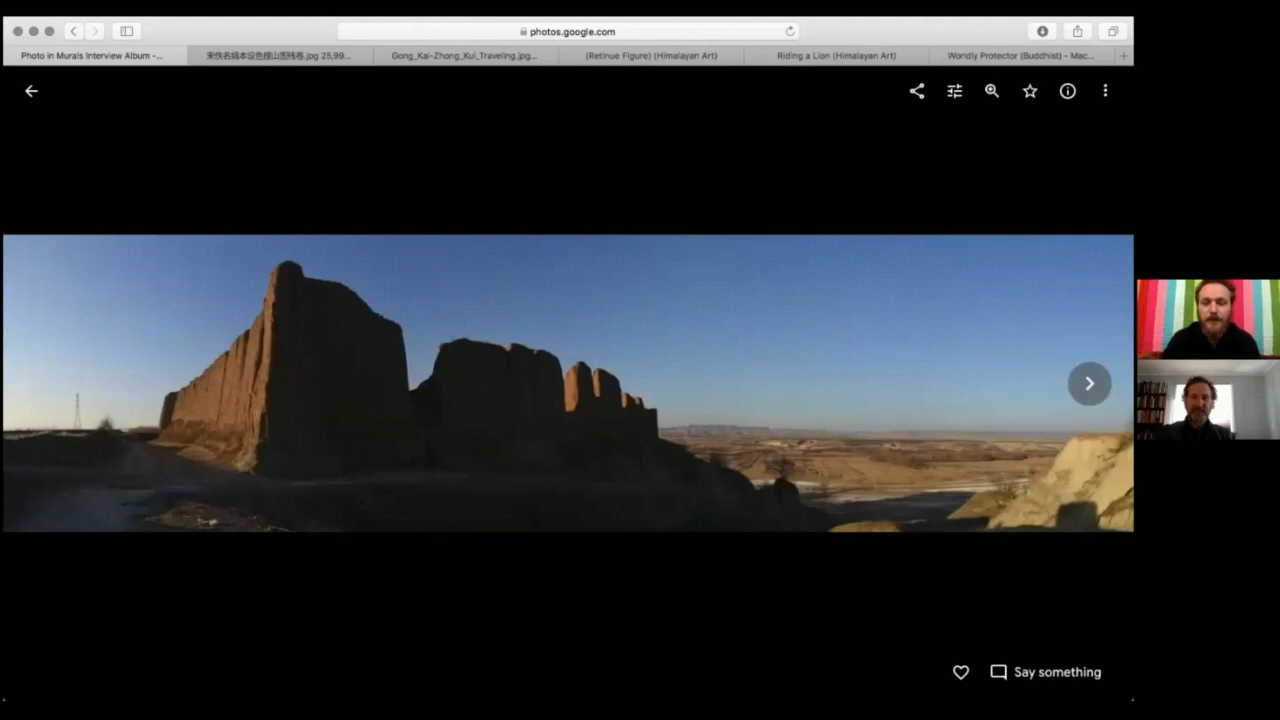 photos.google.com
Photo in Murals Interview Album -...
宋佚名绢本设色搜山图残卷.jpg 25,99...
Gong_Kai-Zhong_Kui_Traveling.jpg...
(Retinue Figure) (Himalayan Art)
Riding a Lion (Himalayan Art)
Worldly Protector (Buddhist) - Mac...
Say something